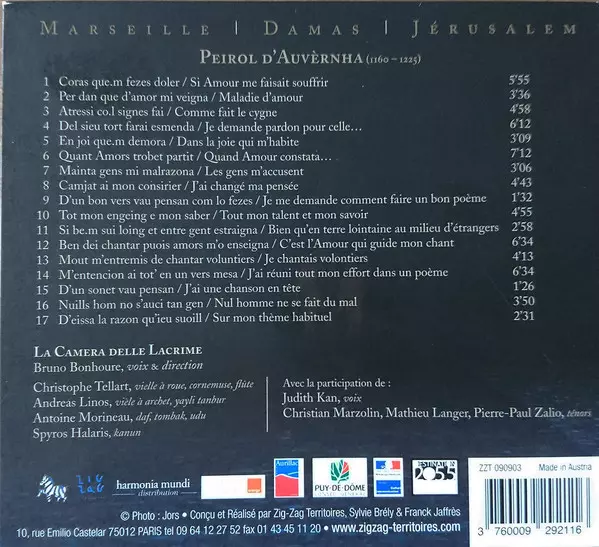 MARSEILLE | DAMAS | JÉRUSALEM
PEIROL D'AUVÈRNHA (1160 – 1225)
1 Coras que.m fezes doler / Si Amour me faisait souffrir 5'55
2 Per dan que d'amor mi veigna / Maladie d'amour 3'36
3 Atressi co.l signes fai / Comme fait le cygne 4'58
4 Del sieu tort farai esmenda / Je demande pardon pour celle… 6'12
5 En joi que.m demora / Dans la joie qui m'habite 3'09
6 Quant Amors trobet partit / Quand Amour constata… 7'12
7 Mainta gens mi malrazona / Les gens m'accusent 3'06
8 Camjat ai mon consirier / J'ai changé ma pensée 4'43
9 D'un bon vers vau pensan com lo fezes / Je me demande comment faire un bon poème 1'32
10 Tot mon engeing e mon saber / Tout mon talent et mon savoir 4'55
11 Si be.m sui loing et entre gent estraigna / Bien qu'en terre lointaine au milieu d'étrangers 2'58
12 Ben dei chantar puois amors m'o enseigna / C'est l'Amour qui guide mon chant 6'34
13 Mout m'entremis de chantar voluntiers / Je chantais volontiers 4'13
14 M'entencion ai tot' en un vers mesa / J'ai réuni tout mon effort dans un poème 6'34
15 D'un sonet vau pensan / J'ai une chanson en tête 1'26
16 Nuills hom no s'auci tan gen / Nul homme ne se fait du mal 3'50
17 D'eissa la razon qu'ieu suoill / Sur mon thème habituel 2'31
LA CAMERA DELLE LACRIME
Bruno Bonhoure, voix & direction
Christophe Tellart, vielle à roue, cornemuse, flûte
Andreas Linos, vièle à archet, yayli tanbur
Antoine Morineau, daf, tombak, udu
Spyros Halaris, kanun
Avec la participation de :
Judith Kan, voix
Christian Marzolin, Mathieu Langer, Pierre-Paul Zalio, ténors
ZIG ZAG
harmonia mundi
distribution
orange
Aurillac
PUY-DE-DÔME
CONSEIL GÉNÉRAL
2055
ZZT 090903 Made in Austria
3 760009 292116
© Photo : Jors • Conçu et Réalisé par Zig-Zag Territoires, Sylvie Brély & Franck Jaffrès
10, rue Emilio Castelar 75012 PARIS tel 09 64 12 27 52 fax 01 43 45 11 20 • www.zigzag-territoires.com